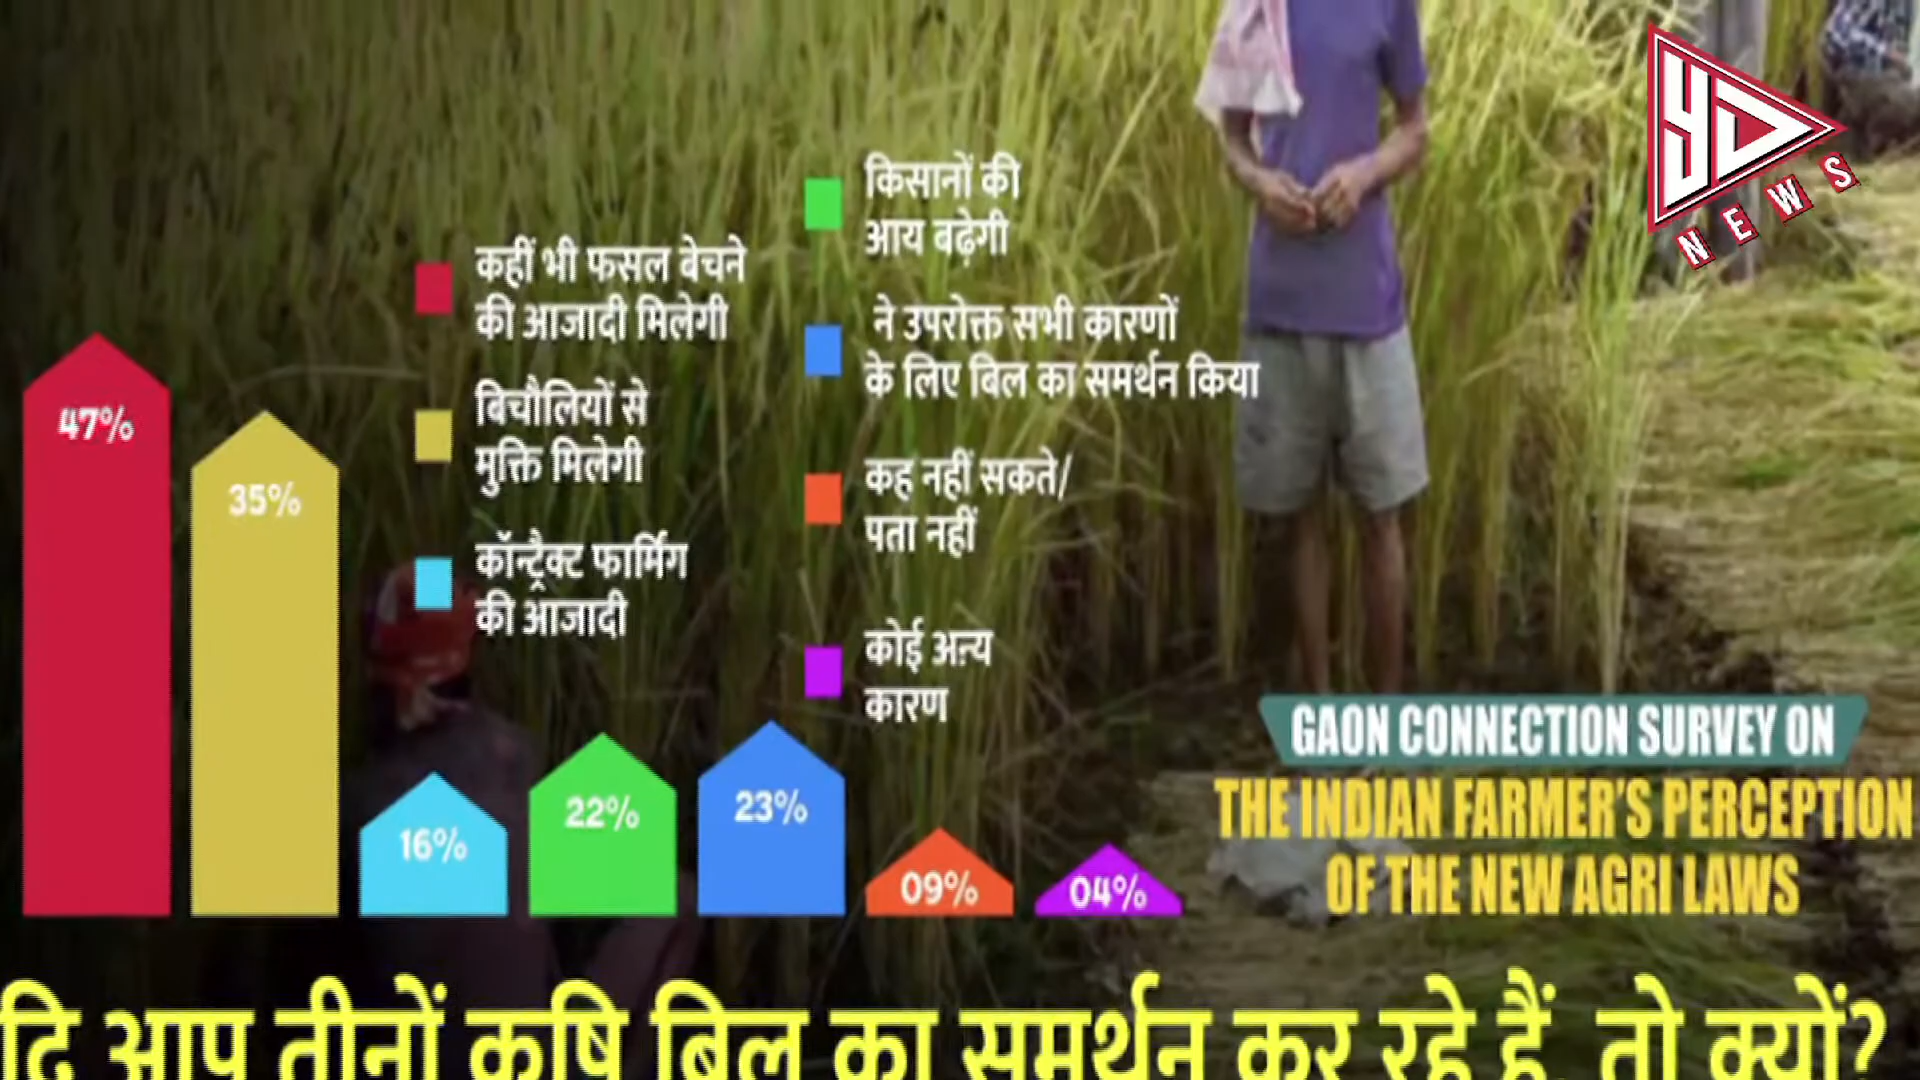 YD
NEWS
किसानों की
आय बढ़ेगी
कहीं भी फसल बेचने
की आजादी मिलेगी
ने उपरोक्त सभी कारणों
के लिए बिल का समर्थन किया
बिचौलियों से
मुक्ति मिलेगी
कह नहीं सकते/
पता नहीं
कॉन्ट्रैक्ट फार्मिंग
की आजादी
कोई अन्य
कारण
47%
35%
16%
22%
23%
09%
04%
GAON CONNECTION SURVEY ON
THE INDIAN FARMER'S PERCEPTION
OF THE NEW AGRI LAWS
दि आप तीनों कृषि बिल का समर्थन कर रहे हैं, तो क्यों?